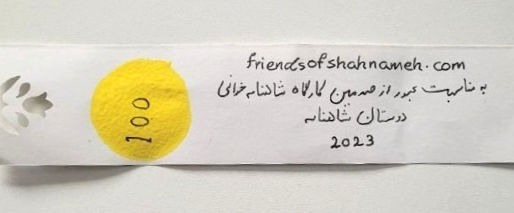 friendsofshahnameh.com
به مناسبت عبور از صدمین کارگاه شاهنامه خوانی
دوستان شاهنامه
2023
100